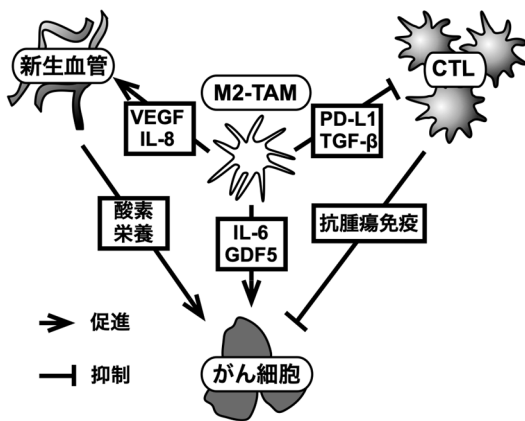 新生血管
M2-TAM
CTL
VEGF
IL-8
PD-L1
TGF-β
酸素
栄養
IL-6
GDF5
抗腫瘍免疫
促進
抑制
がん細胞